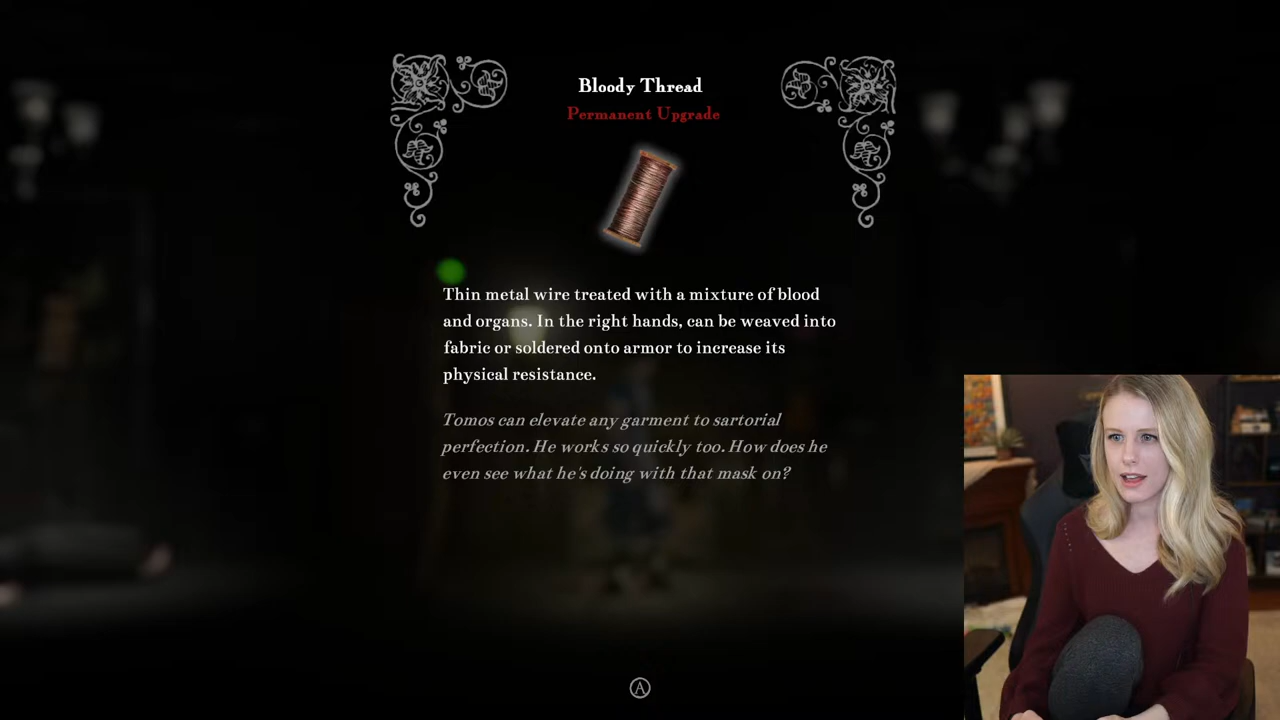 Bloody Thread
Permanent Upgrade
Thin metal wire treated with a mixture of blood
and organs. In the right hands, can be weaved into
fabric or soldered onto armor to increase its
physical resistance.
Tomos can elevate any garment to sartorial
perfection. He works so quickly too. How does he
even see what he's doing with that mask on?
A